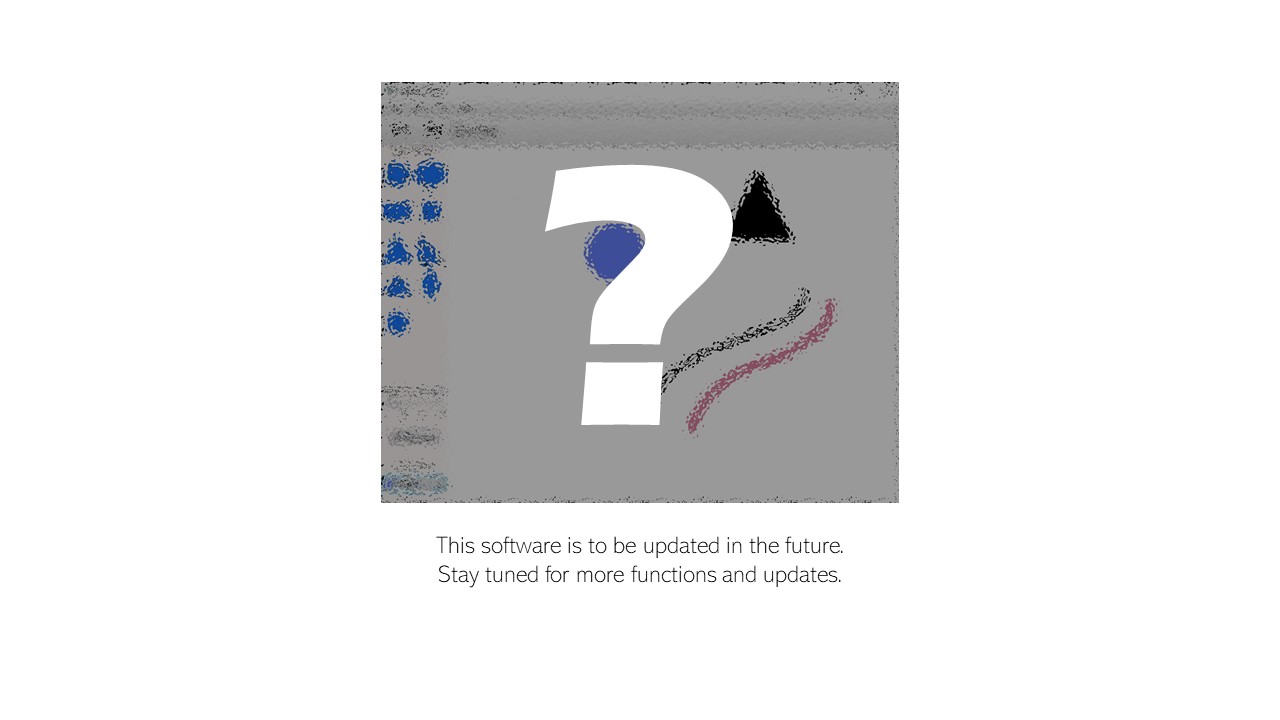 ?
This software is to be updated in the future.
Stay tuned for more functions and updates.